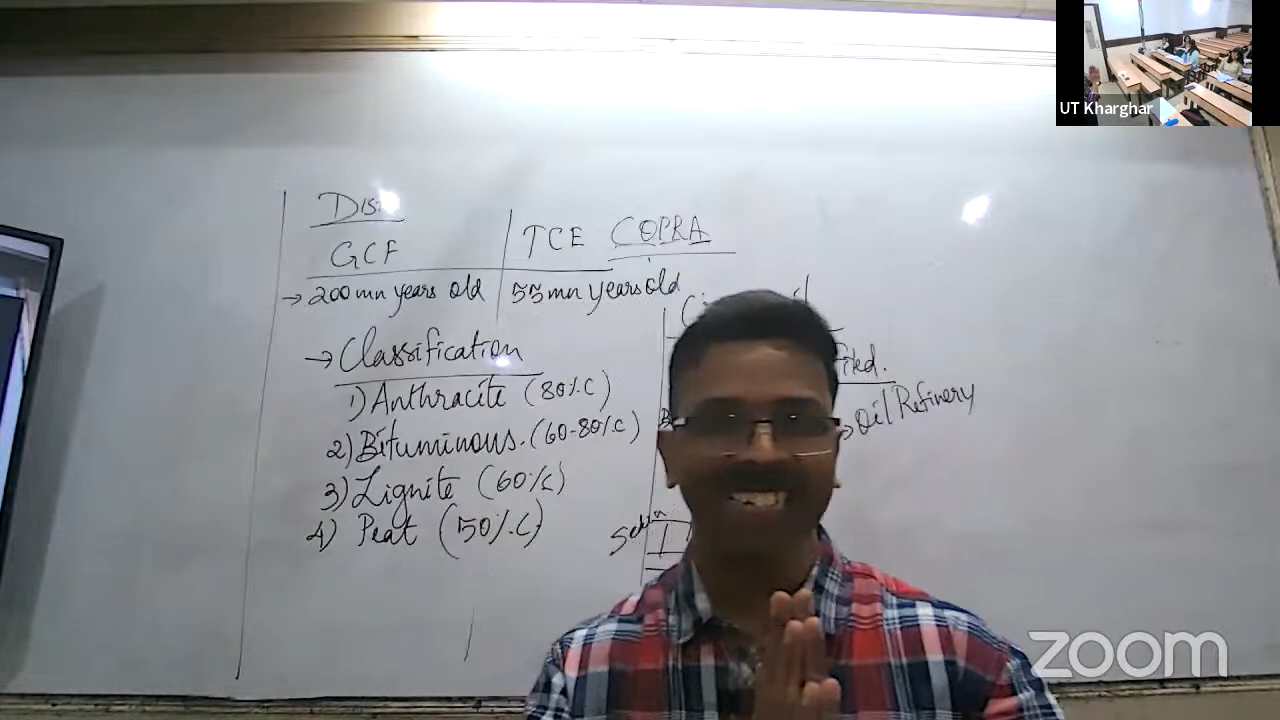 UT Kharghar
GCF | TCE COPRA
→ 200 mn years old | 55 mn years old
→ Classification
1) Anthracite (80%C)
2) Bituminous. (60-80%C)
3) Lignite (60%C)
4) Peat (50%C)
→ Oil Refinery
zoom